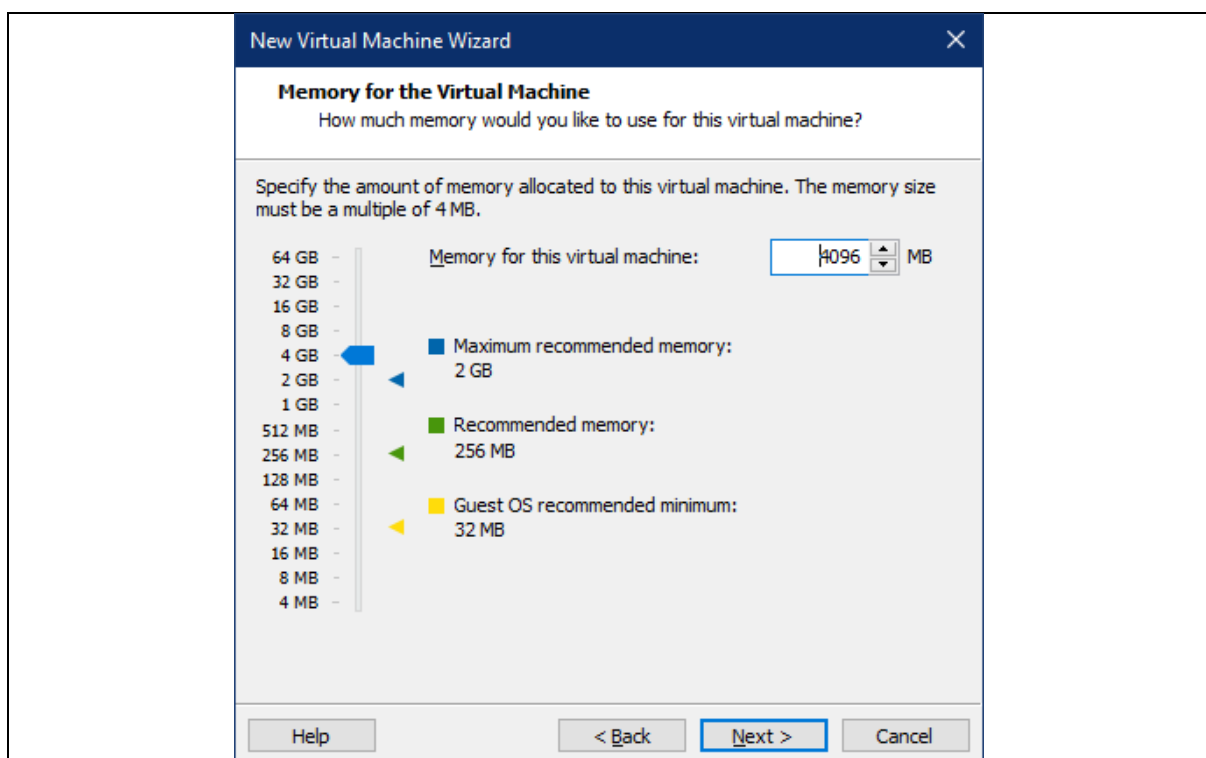 New Virtual Machine Wizard
Memory for the Virtual Machine
How much memory would you like to use for this virtual machine?
Specify the amount of memory allocated to this virtual machine. The memory size
must be a multiple of 4 MB.
64 GB
Memory for this virtual machine: 4096 MB
32 GB
16 GB
8 GB
4 GB
Maximum recommended memory:
2 GB
2 GB
1 GB
512 MB
Recommended memory:
256 MB
256 MB
128 MB
64 MB
Guest OS recommended minimum:
32 MB
32 MB
16 MB
8 MB
4 MB
Help < Back Next > Cancel